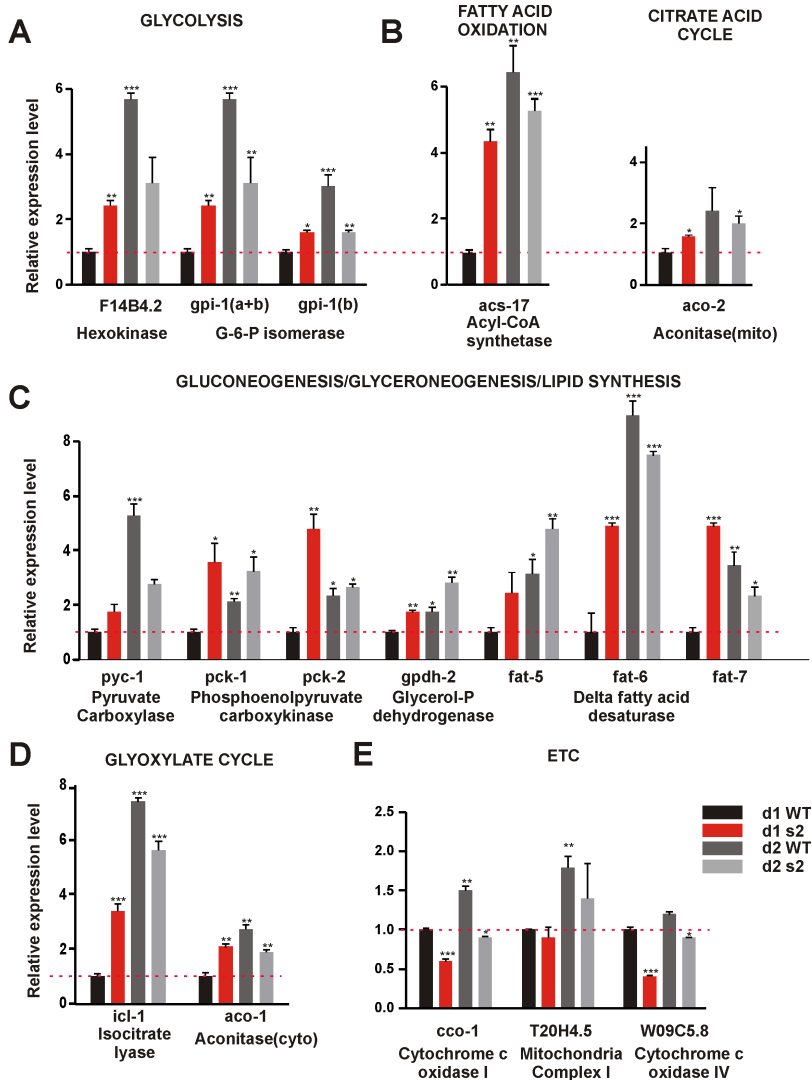 A
GLYCOLYSIS
Relative expression level
6
4
2
0
** *** ** *** ** * *** **
F14B4.2 gpi-1(a+b) gpi-1(b)
Hexokinase G-6-P isomerase
B
FATTY ACID
OXIDATION
6
4
2
0
** ** ***
acs-17
Acyl-CoA
synthetase
CITRATE ACID
CYCLE
4
2
0
* *
aco-2
Aconitase(mito)
C
GLUCONEOGENESIS/GLYCERONEOGENESIS/LIPID SYNTHESIS
Relative expression level
8
6
4
2
0
*** * ** * ** * * ** * ** * ** *** *** *** *** ** *
pyc-1 pck-1 pck-2 gpdh-2 fat-5 fat-6 fat-7
Pyruvate Phosphoenolpyruvate Glycerol-P Delta fatty acid
Carboxylase carboxykinase dehydrogenase desaturase
D
GLYOXYLATE CYCLE
Relative expression level
8
6
4
2
0
*** *** *** ** ** **
icl-1 aco-1
Isocitrate Aconitase(cyto)
lyase
E
ETC
2.5
2.0
1.5
1.0
0.5
0.0
*** ** * ** *** *
cco-1 T20H4.5 W09C5.8
Cytochrome c Mitochondria Cytochrome c
oxidase I Complex I oxidase IV
d1 WT
d1 s2
d2 WT
d2 s2